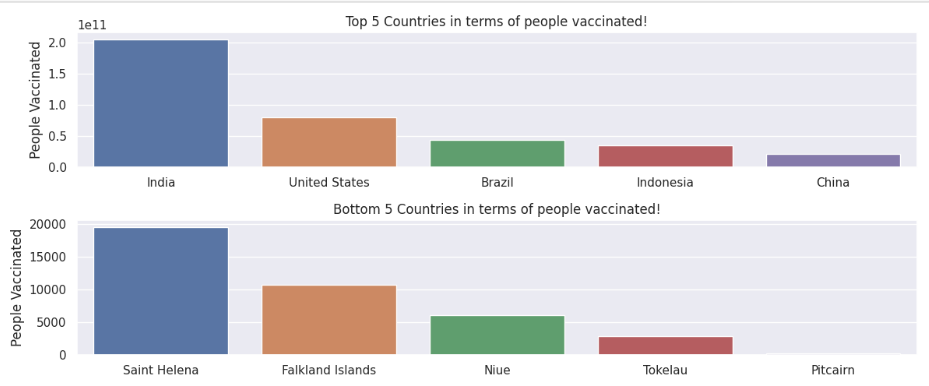 Top 5 Countries in terms of people vaccinated!
1e11
People Vaccinated
2.0
1.5
1.0
0.5
0.0
India United States Brazil Indonesia China
Bottom 5 Countries in terms of people vaccinated!
People Vaccinated
20000
15000
10000
5000
0
Saint Helena Falkland Islands Niue Tokelau Pitcairn